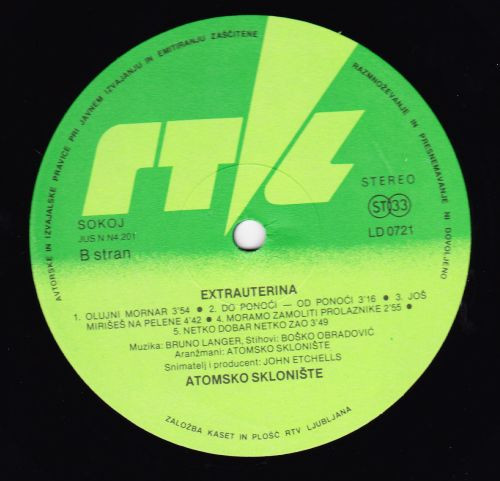 AVTORSKE IN IZVAJALSKE PRAVICE PRI JAVNEM IZVAJANJU IN EMITIRANJU ZAŠČITENE
RAZMNOŽEVANJE IN PRESNEMAVANJE NI DOVOLJENO
RTL
SOKOJ
JUS N N4.201
B stran
STEREO
ST 33
LD 0721
EXTRAUTERINA
1. OLUJNI MORNAR 3'54 ● 2. DO PONOĆI — OD PONOĆI 3'16 ● 3. JOŠ
MIRIŠEŠ NA PELENE 4'42 ● 4. MORAMO ZAMOLITI PROLAZNIKE 2'55 ●
5. NETKO DOBAR NETKO ZAO 3'49
Muzika: BRUNO LANGER, Stihovi: BOŠKO OBRADOVIĆ
Aranžmani: ATOMSKO SKLONIŠTE
Snimatelj i producent: JOHN ETCHELLS
ATOMSKO SKLONIŠTE
ZALOŽBA KASET IN PLOŠČ RTV LJUBLJANA